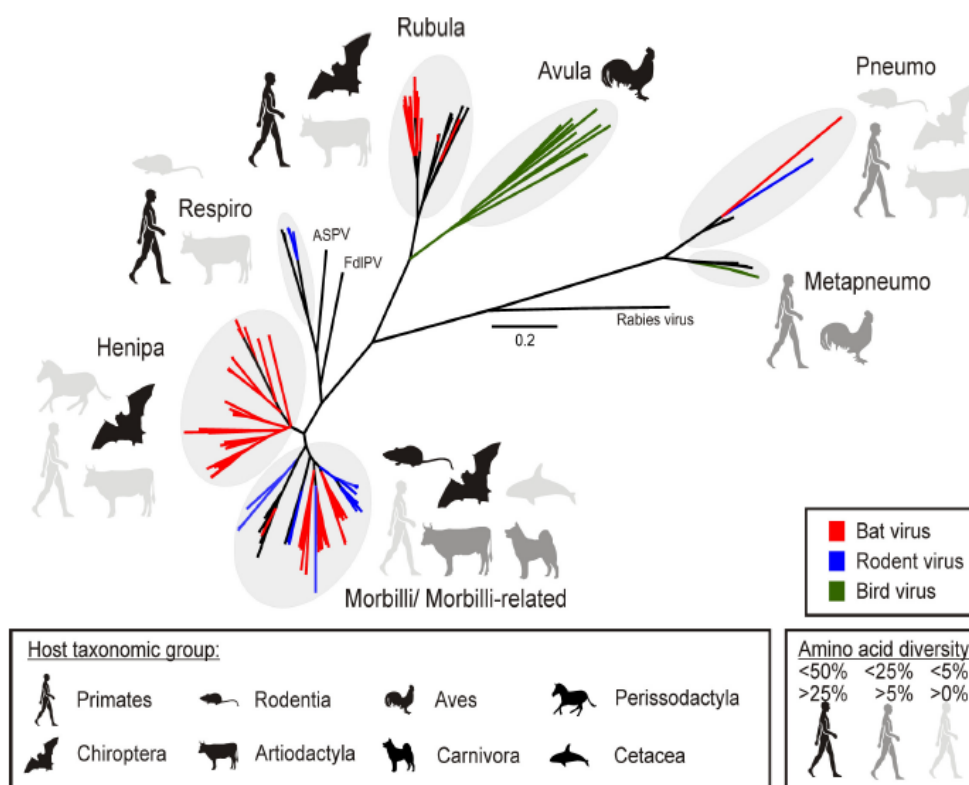 Rubula
Avula
Pneumo
Respiro
ASPV
FdlPV
Metapneumo
Rabies virus
0.2
Henipa
Morbilli/ Morbilli-related
Bat virus
Rodent virus
Bird virus
Host taxonomic group:
Primates Rodentia Aves Perissodactyla
Chiroptera Artiodactyla Carnivora Cetacea
Amino acid diversity
<50% <25% <5%
>25% >5% >0%